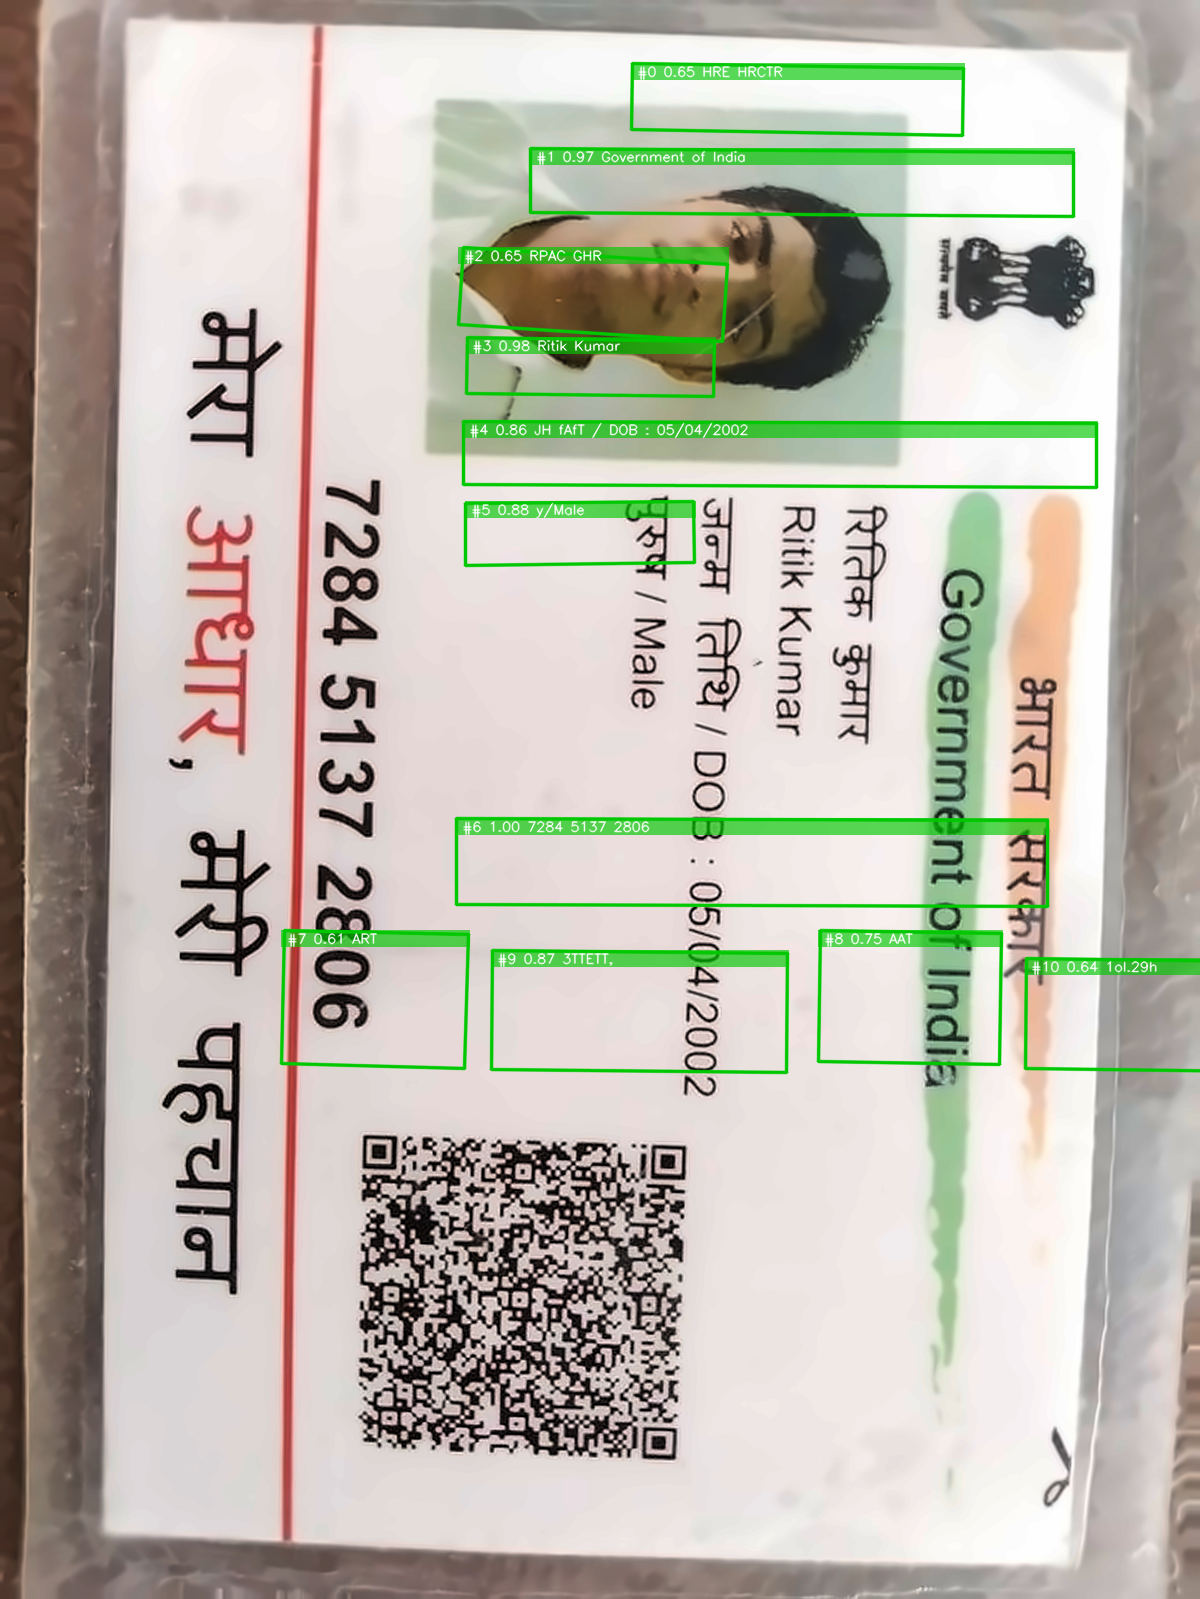 भारत सरकार
Government of India
सत्यमेव जयते
रितिक कुमार
Ritik Kumar
जन्म तिथि / DOB : 05/04/2002
पुरुष / Male
7284 5137 2806
मेरा आधार, मेरी पहचान
#0 0.65 HRE HRCTR
#1 0.97 Government of India
#2 0.65 RPAC GHR
#3 0.98 Ritik Kumar
#4 0.86 JH fAfT / DOB : 05/04/2002
#5 0.88 y/Male
#6 1.00 7284 5137 2806
#7 0.61 ART
#8 0.75 AAT
#9 0.87 3TTETT,
#10 0.64 1ol.29h